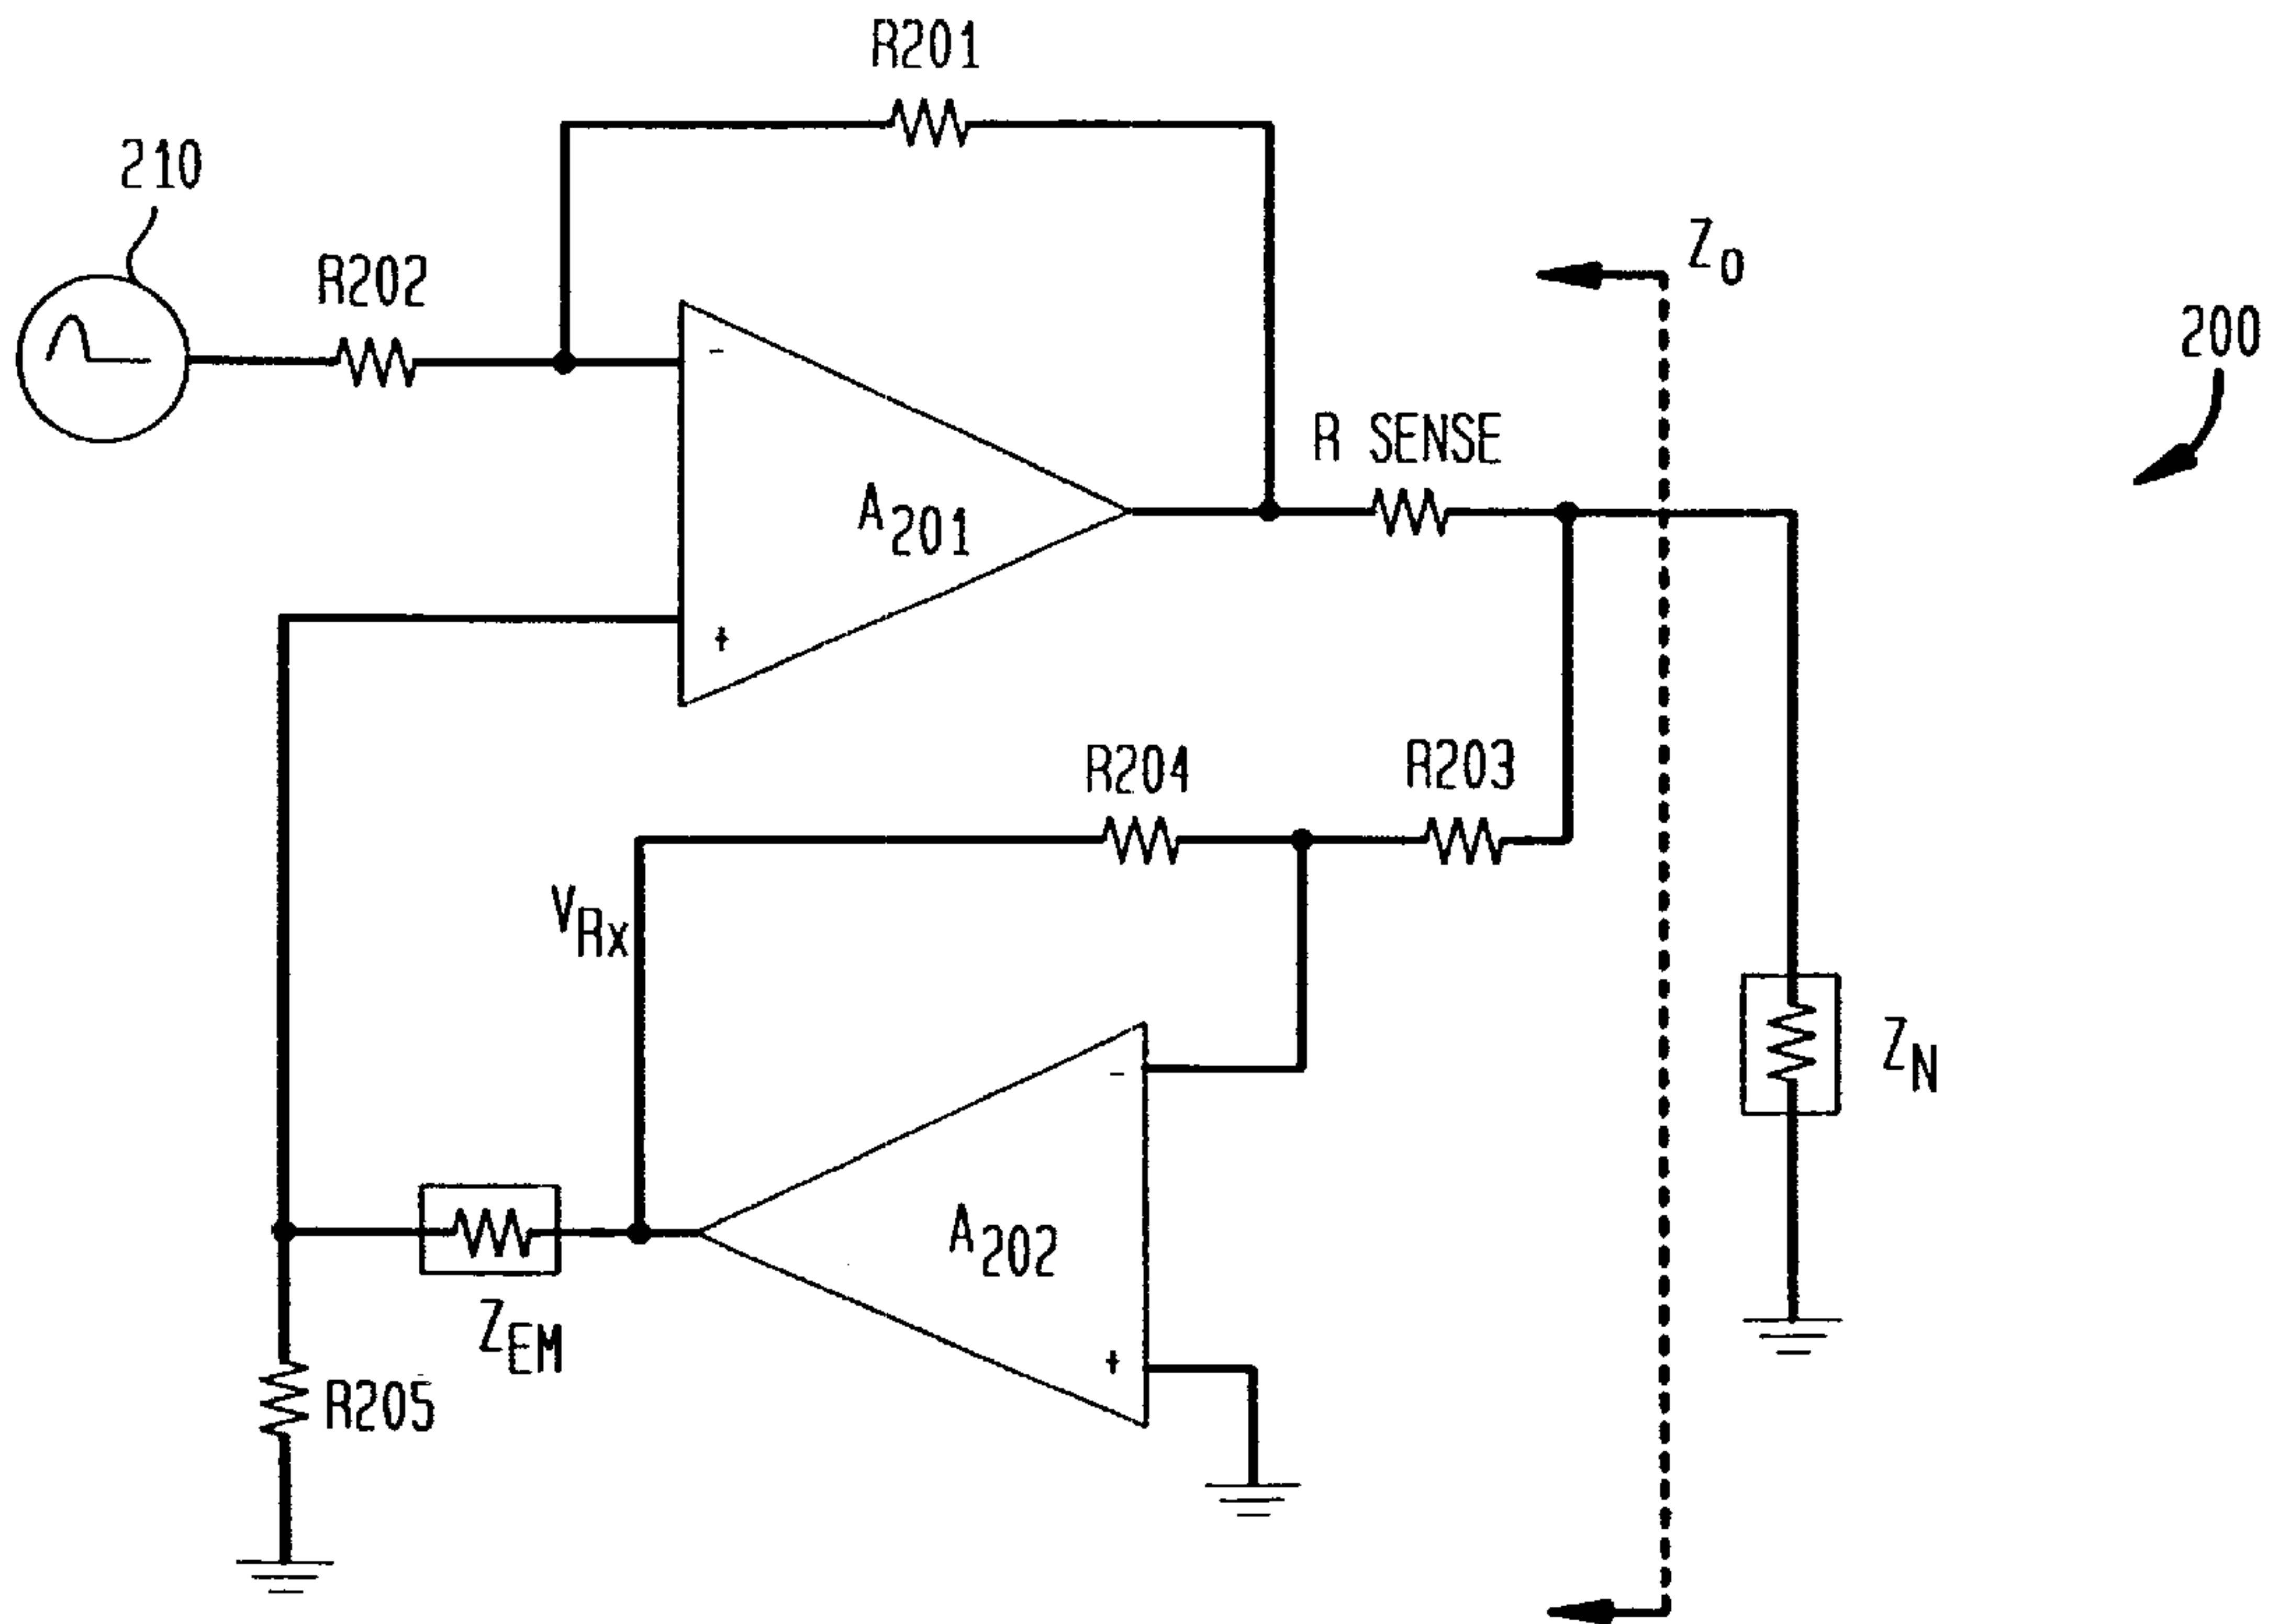 R201
210
R202
Z0
200
-
R SENSE
A201
+
R204
R203
VRx
-
ZN
A202
ZEM
+
R205